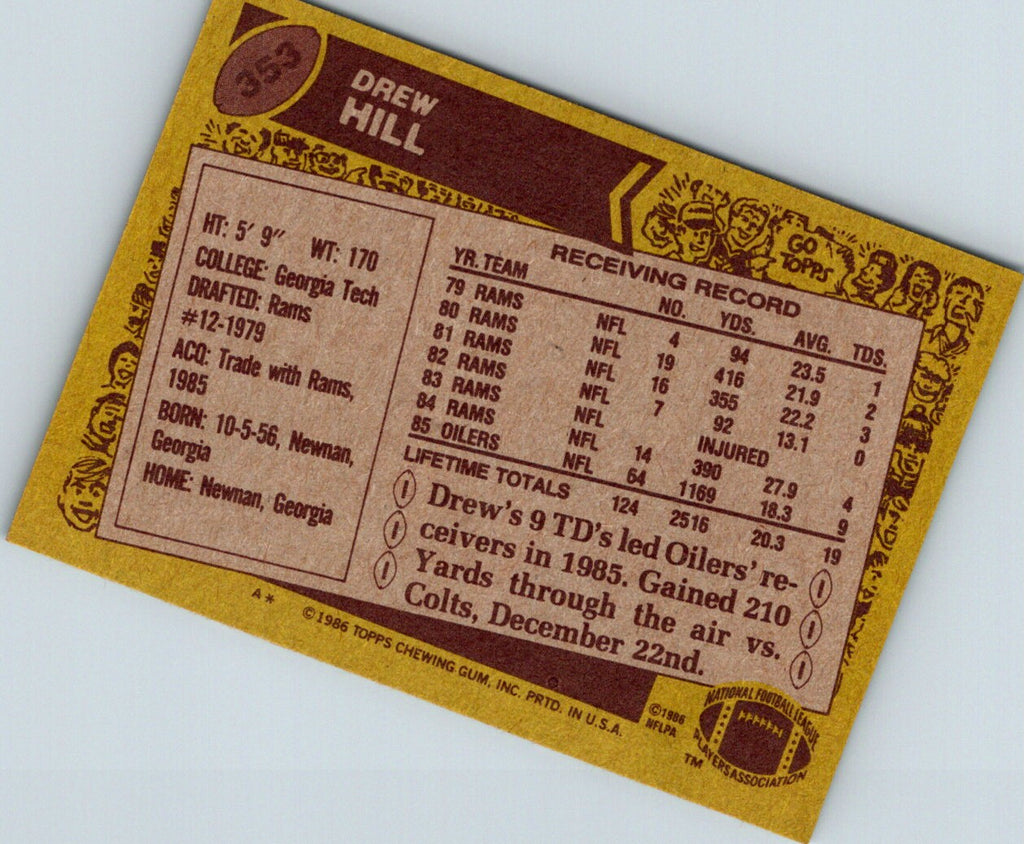 353
DREW
HILL
GO
TOPPS
HT: 5' 9" WT: 170
COLLEGE: Georgia Tech
DRAFTED: Rams
#12-1979
ACQ: Trade with Rams,
1985
BORN: 10-5-56, Newnan,
Georgia
HOME: Newnan, Georgia
RECEIVING RECORD
YR. TEAM NO. YDS. AVG. TDS.
79 RAMS NFL 4 94 23.5 1
80 RAMS NFL 19 416 21.9 2
81 RAMS NFL 16 355 22.2 3
82 RAMS NFL 7 92 13.1 0
83 RAMS NFL INJURED
84 RAMS NFL 14 390 27.9 4
85 OILERS NFL 64 1169 18.3 9
LIFETIME TOTALS 124 2516 20.3 19
Drew's 9 TD's led Oilers' re-
ceivers in 1985. Gained 210
Yards through the air vs.
Colts, December 22nd.
A*
©1986 TOPPS CHEWING GUM, INC. PRTD. IN U.S.A.
©1986
NFLPA
NATIONAL FOOTBALL LEAGUE
PLAYERS ASSOCIATION
TM